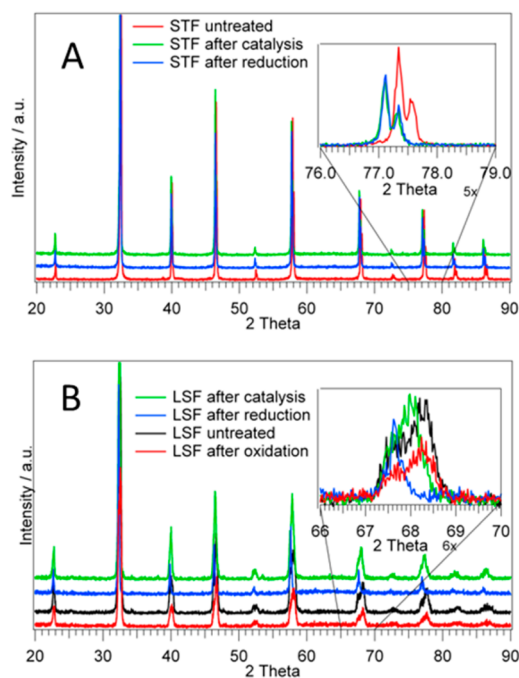 A
STF untreated
STF after catalysis
STF after reduction
Intensity / a.u.
76.0 77.0 78.0 79.0
2 Theta 5x
20 30 40 50 60 70 80 90
2 Theta
B
LSF after catalysis
LSF after reduction
LSF untreated
LSF after oxidation
Intensity / a.u.
66 67 68 69 70
2 Theta 6x
20 30 40 50 60 70 80 90
2 Theta